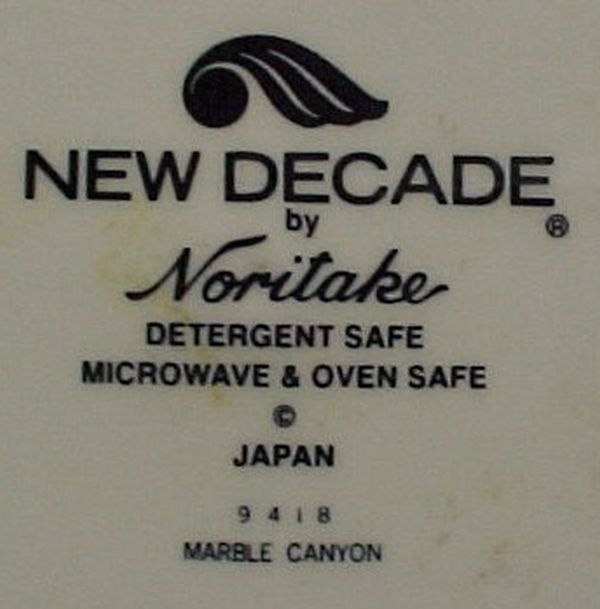 NEW DECADE
by
®
Noritake
DETERGENT SAFE
MICROWAVE & OVEN SAFE
©
JAPAN
9418
MARBLE CANYON